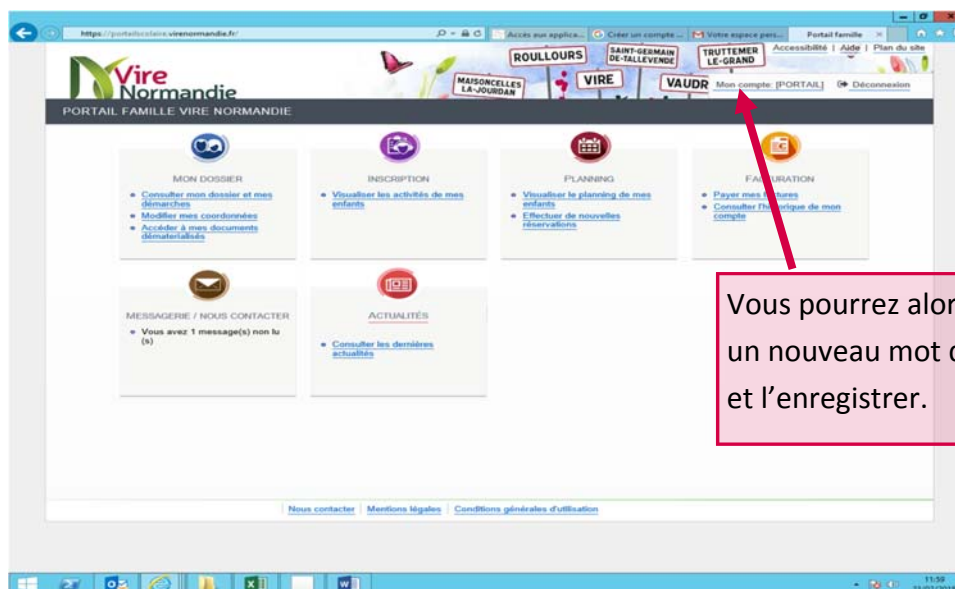 https://portailscolaire.virenormandie.fr/
Accès aux applica...
Créer un compte ...
Votre espace pers...
Portail famille
Accessibilité | Aide | Plan du site
ROULLOURS
SAINT-GERMAIN
DE-TALLEVENDE
TRUTTEMER
LE-GRAND
MAISONCELLES
LA-JOURDAN
VIRE
VAUDR
Mon compte: [PORTAIL]
Déconnexion
Vire
Normandie
PORTAIL FAMILLE VIRE NORMANDIE
MON DOSSIER
Consulter mon dossier et mes
démarches
Modifier mes coordonnées
Accéder à mes documents
dématerialisés
INSCRIPTION
Visualiser les activités de mes
enfants
PLANNING
Visualiser le planning de mes
enfants
Effectuer de nouvelles
réservations
FACTURATION
Payer mes factures
Consulter l'historique de mon
compte
MESSAGERIE / NOUS CONTACTER
Vous avez 1 message(s) non lu
(s)
ACTUALITÉS
Consulter les dernières
actualités
Vous pourrez alor
un nouveau mot
et l'enregistrer.
Nous contacter | Mentions légales | Conditions générales d'utilisation
11:59